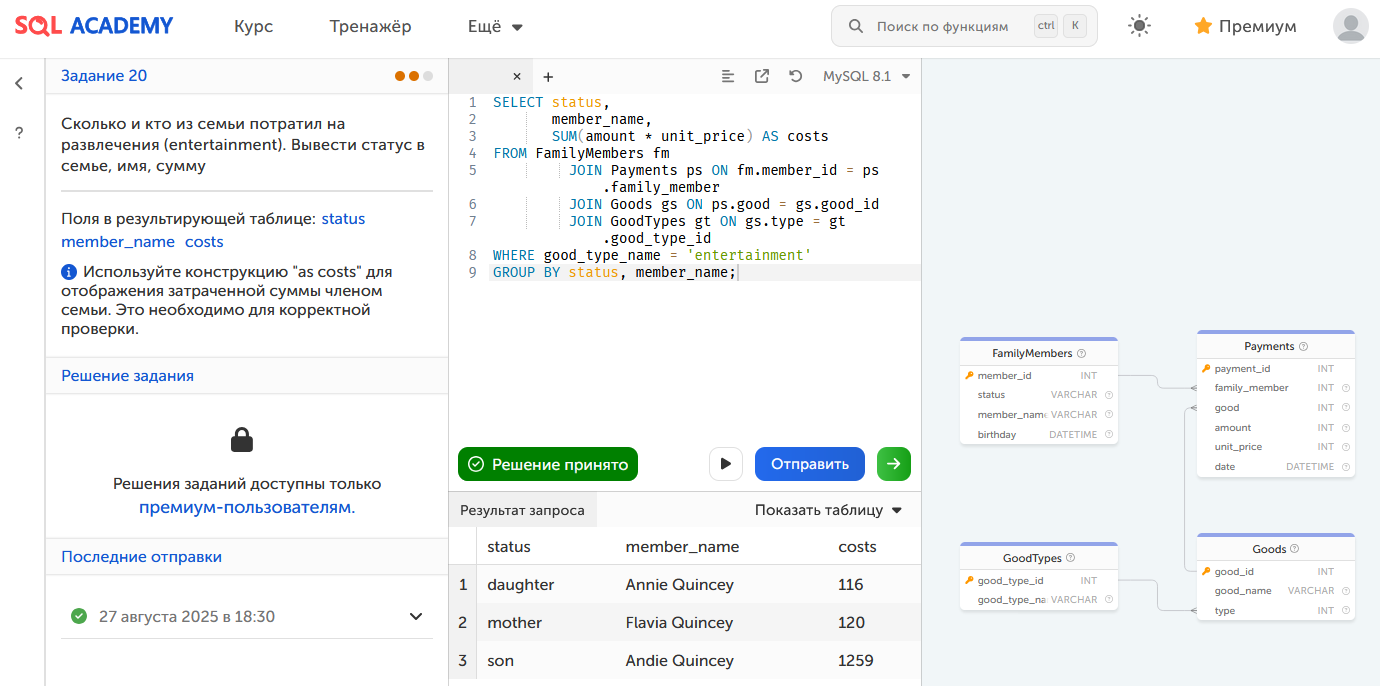 SQL ACADEMY
Курс
Тренажёр
Ещё
Поиск по функциям
ctrl
K
Премиум
Задание 20
Сколько и кто из семьи потратил на
развлечения (entertainment). Вывести статус в
семье, имя, сумму
Поля в результирующей таблице: status
member_name costs
Используйте конструкцию "as costs" для
отображения затраченной суммы членом
семьи. Это необходимо для корректной
проверки.
Решение задания
Решения заданий доступны только
премиум-пользователям.
Последние отправки
27 августа 2025 в 18:30
MySQL 8.1
1 SELECT status,
2 member_name,
3 SUM(amount * unit_price) AS costs
4 FROM FamilyMembers fm
5 JOIN Payments ps ON fm.member_id = ps
.family_member
6 JOIN Goods gs ON ps.good = gs.good_id
7 JOIN GoodTypes gt ON gs.type = gt
.good_type_id
8 WHERE good_type_name = 'entertainment'
9 GROUP BY status, member_name;
Решение принято
Отправить
Результат запроса
Показать таблицу
status member_name costs
1 daughter Annie Quincey 116
2 mother Flavia Quincey 120
3 son Andie Quincey 1259
FamilyMembers
member_id INT
status VARCHAR
member_name VARCHAR
birthday DATETIME
Payments
payment_id INT
family_member INT
good INT
amount INT
unit_price INT
date DATETIME
GoodTypes
good_type_id INT
good_type_na VARCHAR
Goods
good_id INT
good_name VARCHAR
type INT